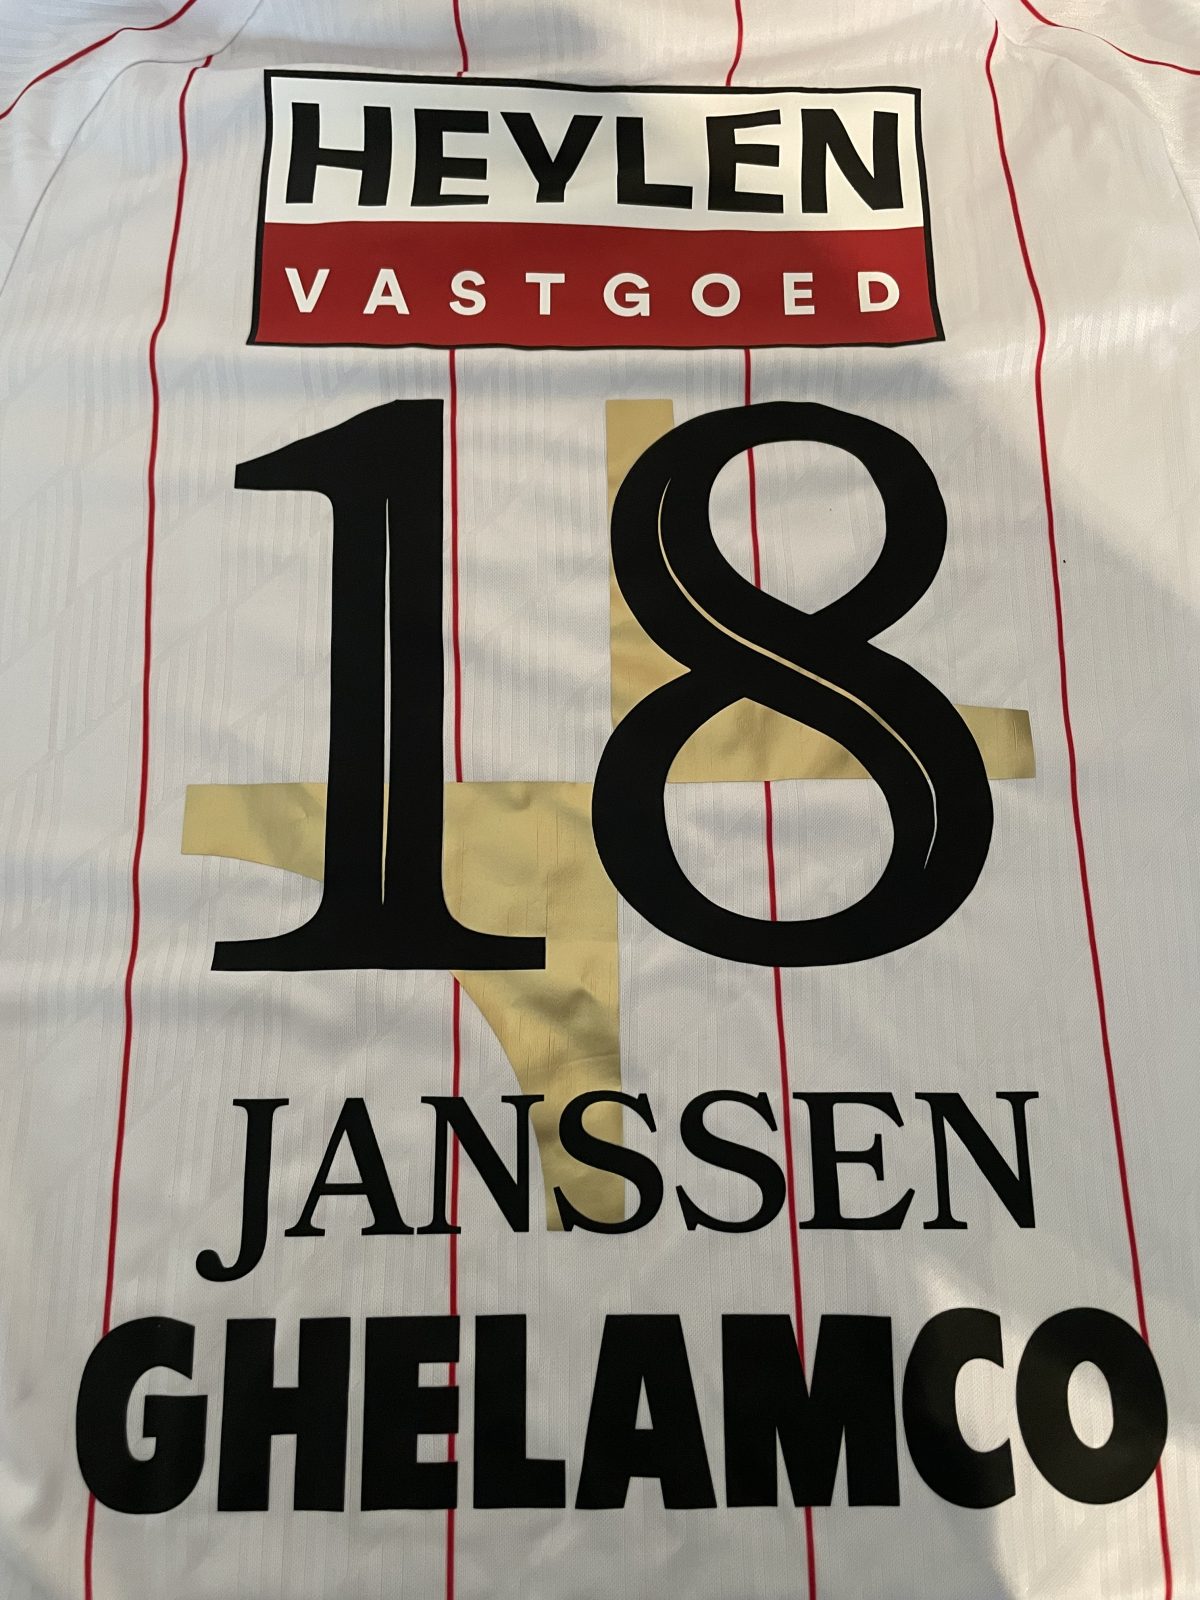 HEYLEN
VASTGOED
18
JANSSEN
GHELAMCO